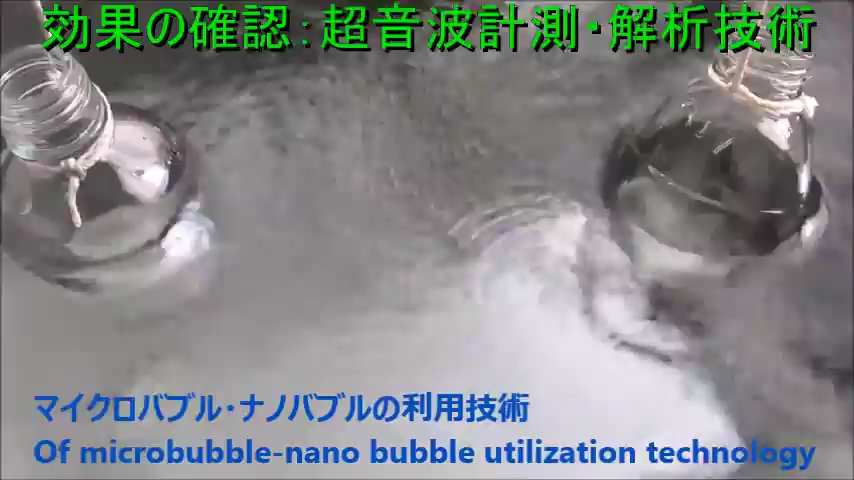 効果の確認：超音波計測・解析技術
マイクロバブル・ナノバブルの利用技術
Of microbubble-nano bubble utilization technology